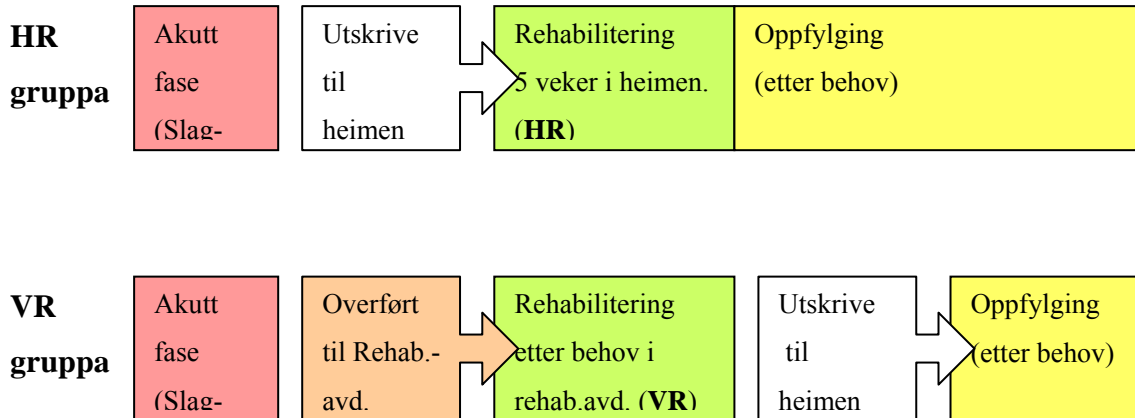 HR
gruppa
Akutt
fase
(Slag-
Utskrive
til
heimen
Rehabilitering
5 veker i heimen.
(HR)
Oppfylging
(etter behov)
VR
gruppa
Akutt
fase
(Slag-
Overført
til Rehab.-
avd.
Rehabilitering
etter behov i
rehab.avd. (VR)
Utskrive
til
heimen
Oppfylging
(etter behov)